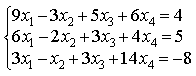 9x₁ − 3x₂ + 5x₃ + 6x₄ = 4
6x₁ − 2x₂ + 3x₃ + 4x₄ = 5
3x₁ − x₂ + 3x₃ + 14x₄ = −8